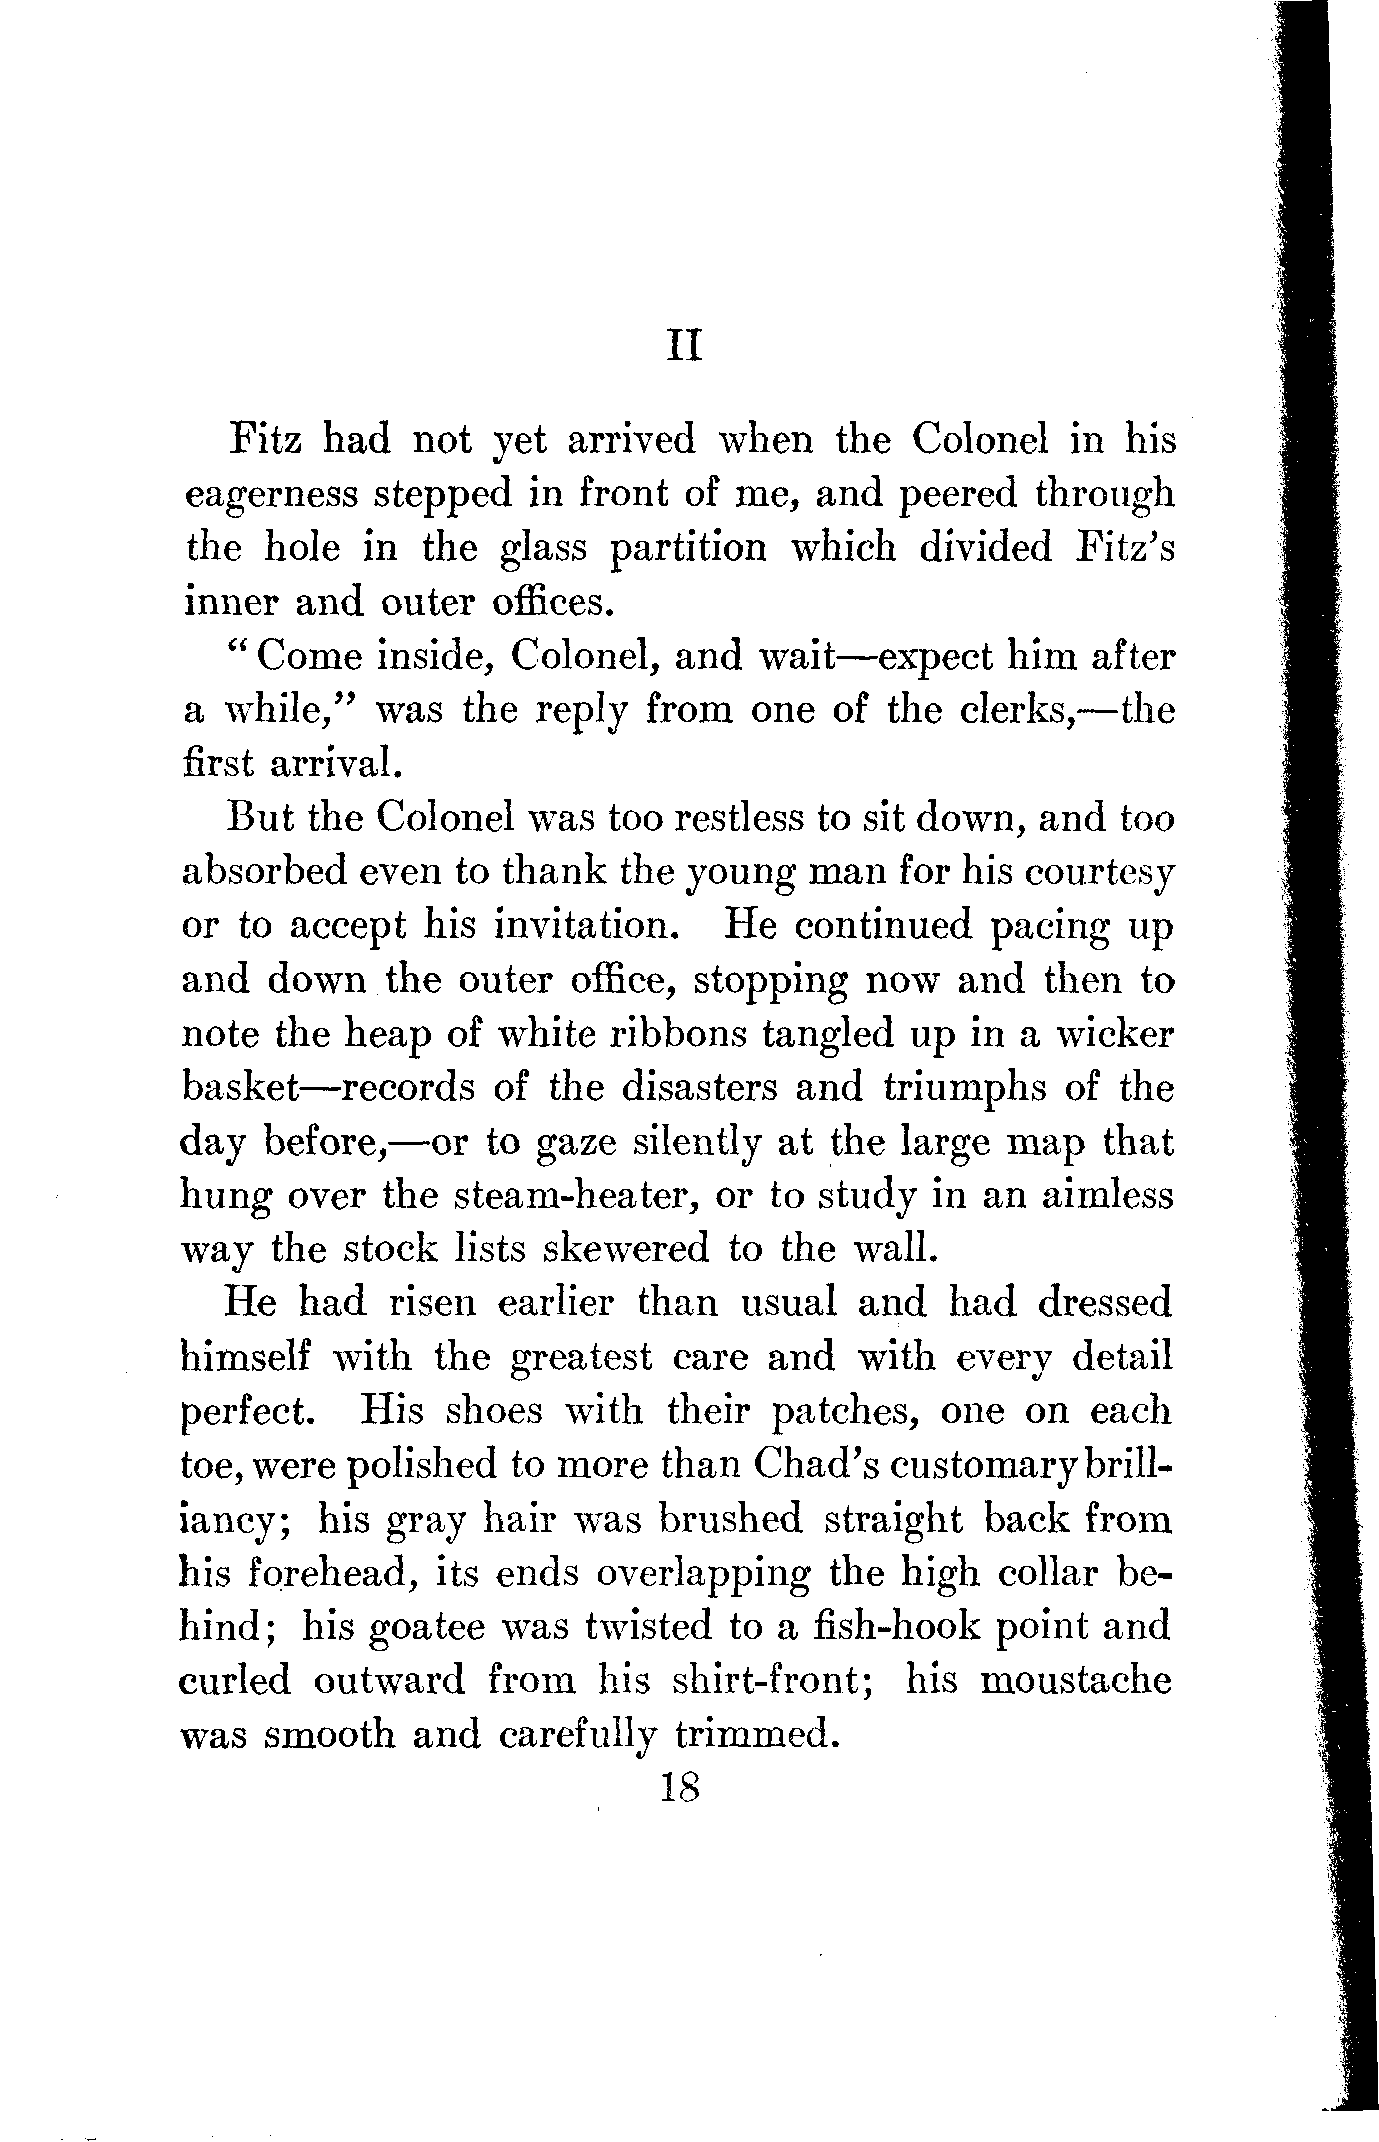 II
Fitz had not yet arrived when the Colonel in his
eagerness stepped in front of me, and peered through
the hole in the glass partition which divided Fitz's
inner and outer offices.
"Come inside, Colonel, and wait—expect him after
a while," was the reply from one of the clerks,—the
first arrival.
But the Colonel was too restless to sit down, and too
absorbed even to thank the young man for his courtesy
or to accept his invitation. He continued pacing up
and down the outer office, stopping now and then to
note the heap of white ribbons tangled up in a wicker
basket—records of the disasters and triumphs of the
day before,—or to gaze silently at the large map that
hung over the steam-heater, or to study in an aimless
way the stock lists skewered to the wall.
He had risen earlier than usual and had dressed
himself with the greatest care and with every detail
perfect. His shoes with their patches, one on each
toe, were polished to more than Chad's customary brill-
iancy; his gray hair was brushed straight back from
his forehead, its ends overlapping the high collar be-
hind; his goatee was twisted to a fish-hook point and
curled outward from his shirt-front; his moustache
was smooth and carefully trimmed.
18